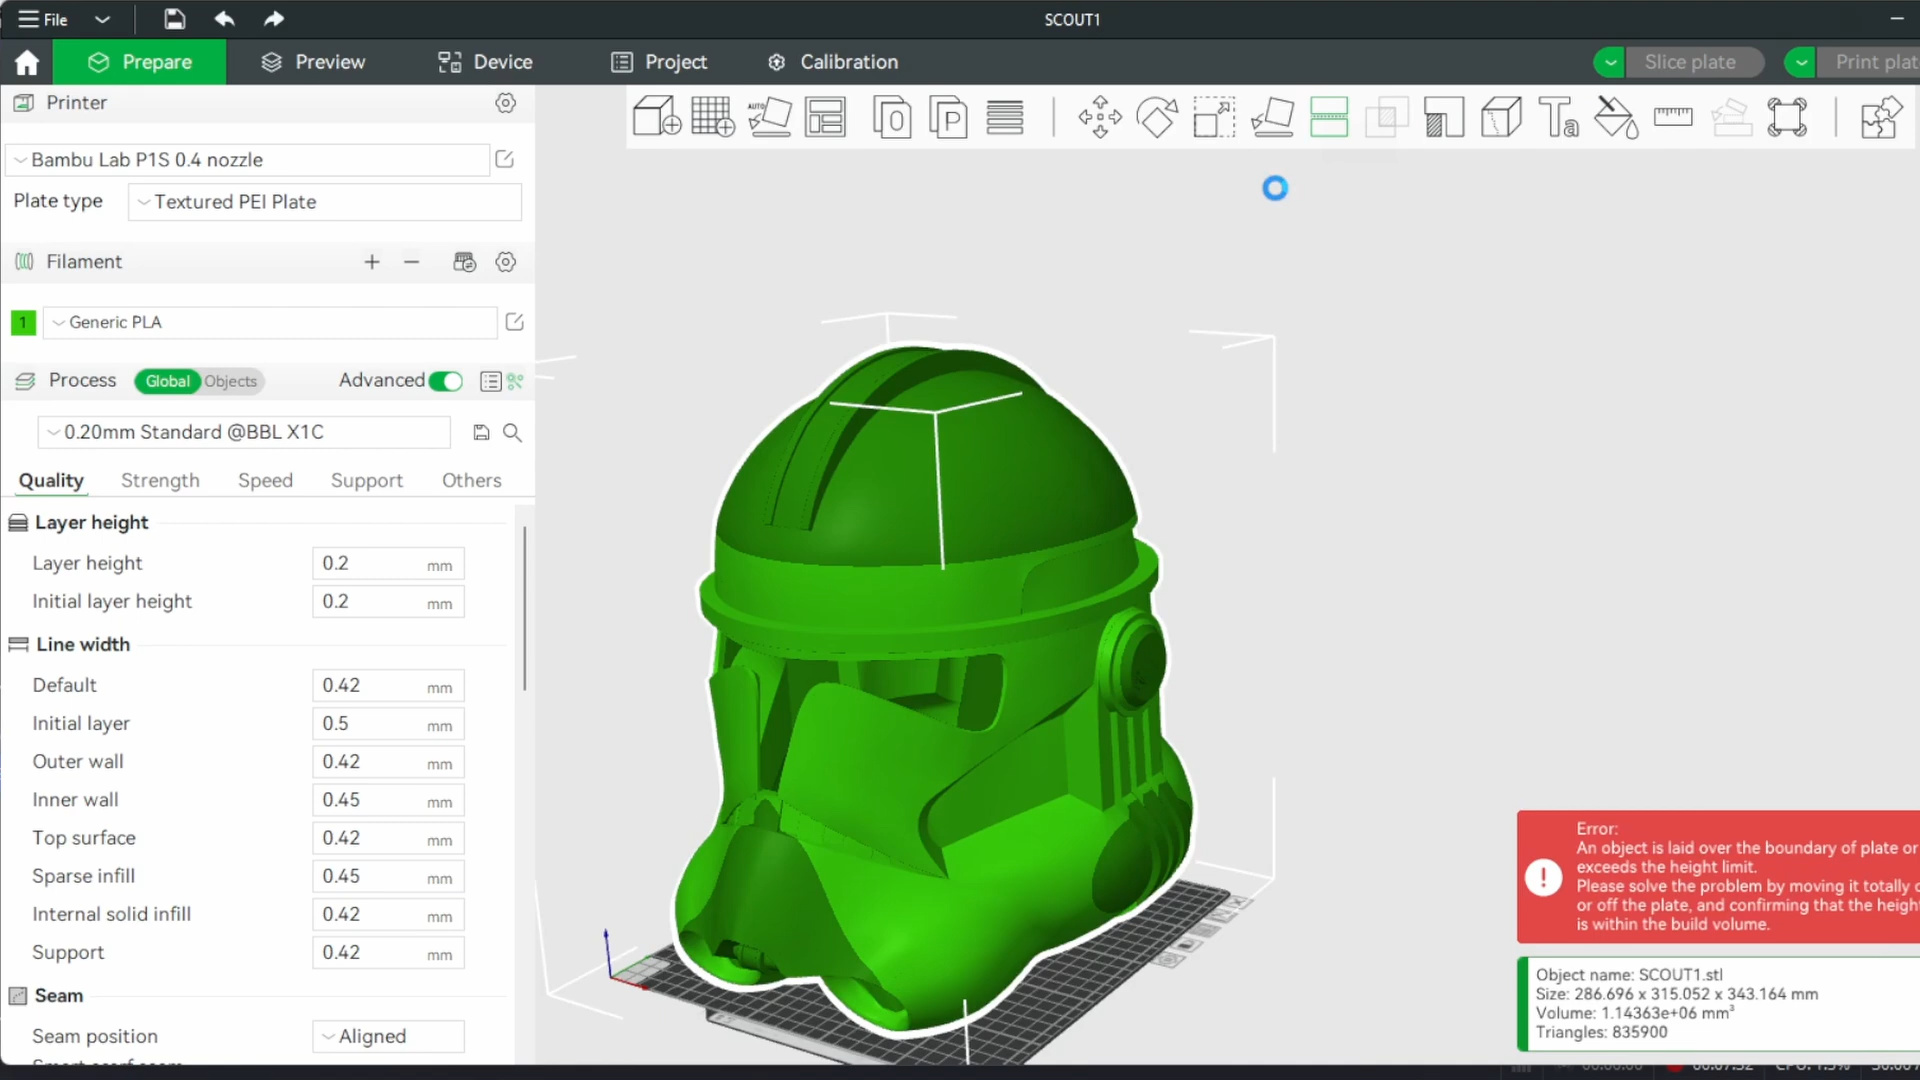 File
SCOUT1
Prepare
Preview
Device
Project
Calibration
Slice plate
Print plat
Printer
Bambu Lab P1S 0.4 nozzle
Plate type
Textured PEI Plate
Filament
1
Generic PLA
Process
Global
Objects
Advanced
0.20mm Standard @BBL X1C
Quality
Strength
Speed
Support
Others
Layer height
Layer height 0.2 mm
Initial layer height 0.2 mm
Line width
Default 0.42 mm
Initial layer 0.5 mm
Outer wall 0.42 mm
Inner wall 0.45 mm
Top surface 0.42 mm
Sparse infill 0.45 mm
Internal solid infill 0.42 mm
Support 0.42 mm
Seam
Seam position Aligned
AUTO
O
P
Ta
Error:
An object is laid over the boundary of plate or
exceeds the height limit.
Please solve the problem by moving it totally
or off the plate, and confirming that the height
is within the build volume.
Object name: SCOUT1.stl
Size: 286.696 x 315.052 x 343.164 mm
Volume: 1.14363e+06 mm³
Triangles: 835900